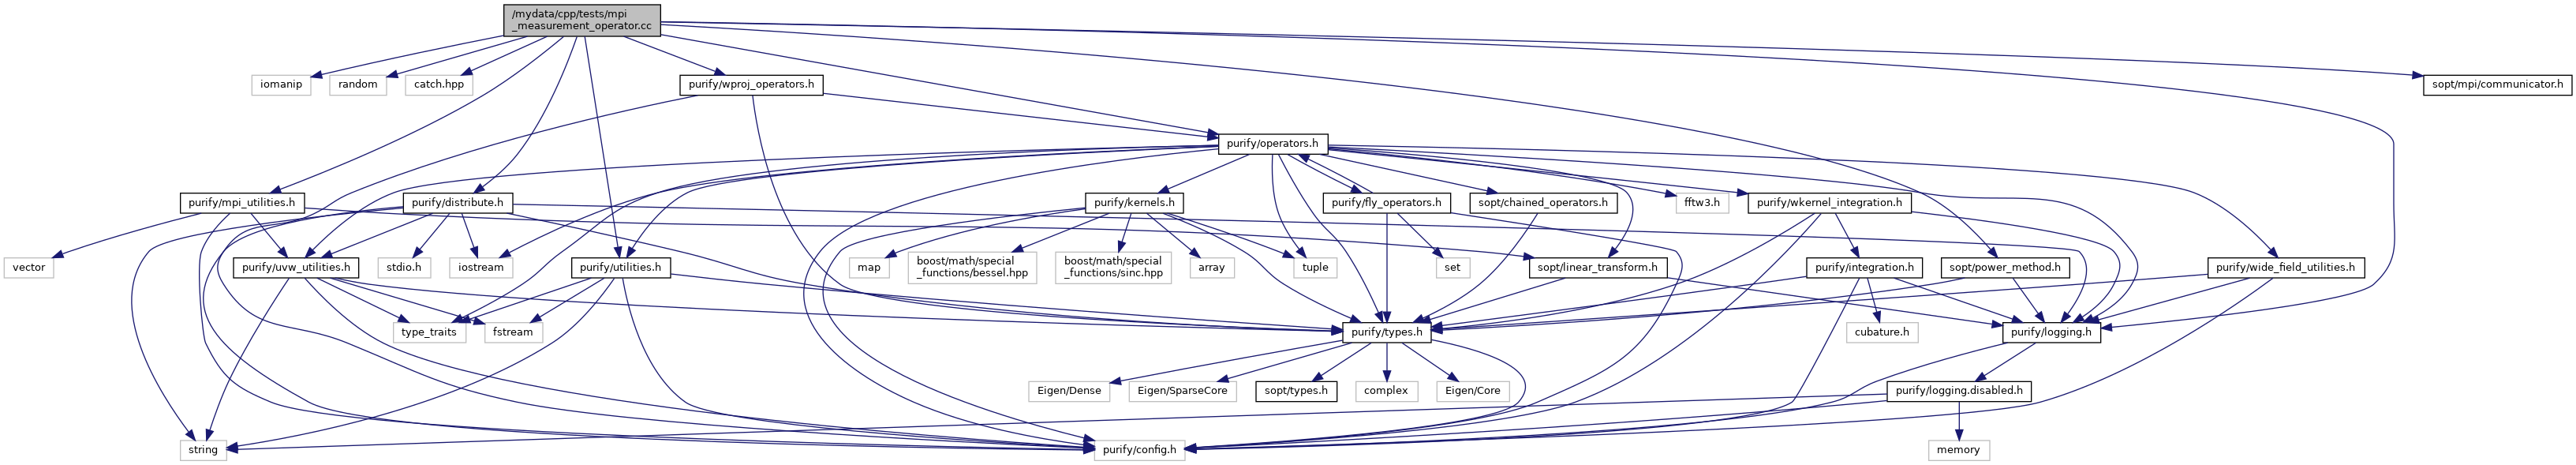 /mydata/cpp/tests/mpi
_measurement_operator.cc
iomanip
random
catch.hpp
purify/wproj_operators.h
sopt/mpi/communicator.h
purify/operators.h
purify/mpi_utilities.h
purify/distribute.h
purify/kernels.h
purify/fly_operators.h
sopt/chained_operators.h
fftw3.h
purify/wkernel_integration.h
vector
purify/uvw_utilities.h
stdio.h
iostream
purify/utilities.h
map
boost/math/special
_functions/bessel.hpp
boost/math/special
_functions/sinc.hpp
array
tuple
set
sopt/linear_transform.h
purify/integration.h
sopt/power_method.h
purify/wide_field_utilities.h
type_traits
fstream
purify/types.h
cubature.h
purify/logging.h
Eigen/Dense
Eigen/SparseCore
sopt/types.h
complex
Eigen/Core
purify/logging.disabled.h
string
purify/config.h
memory